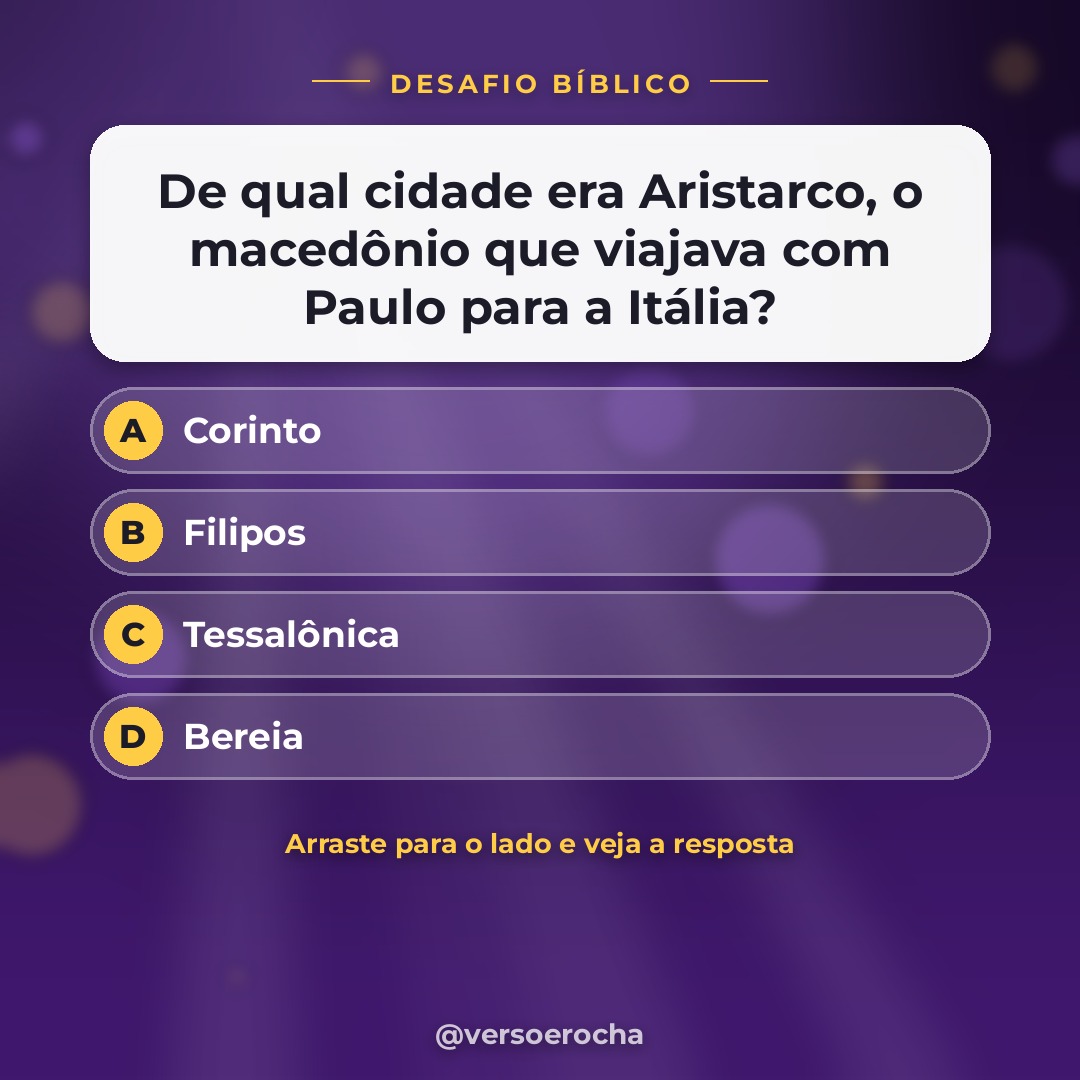 DESAFIO BÍBLICO
De qual cidade era Aristarco, o
macedônio que viajava com
Paulo para a Itália?
A Corinto
B Filipos
C Tessalônica
D Bereia
Arraste para o lado e veja a resposta
@versoerocha